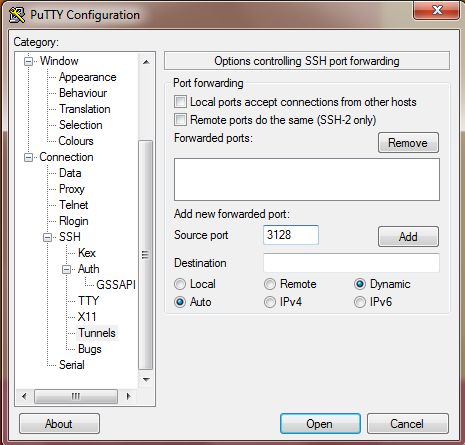 PuTTY Configuration
Category:
Window
Appearance
Behaviour
Translation
Selection
Colours
Connection
Data
Proxy
Telnet
Rlogin
SSH
Kex
Auth
GSSAPI
TTY
X11
Tunnels
Bugs
Serial
Options controlling SSH port forwarding
Port forwarding
Local ports accept connections from other hosts
Remote ports do the same (SSH-2 only)
Forwarded ports:
Remove
Add new forwarded port:
Source port 3128 Add
Destination
Local Remote Dynamic
Auto IPv4 IPv6
About Open Cancel